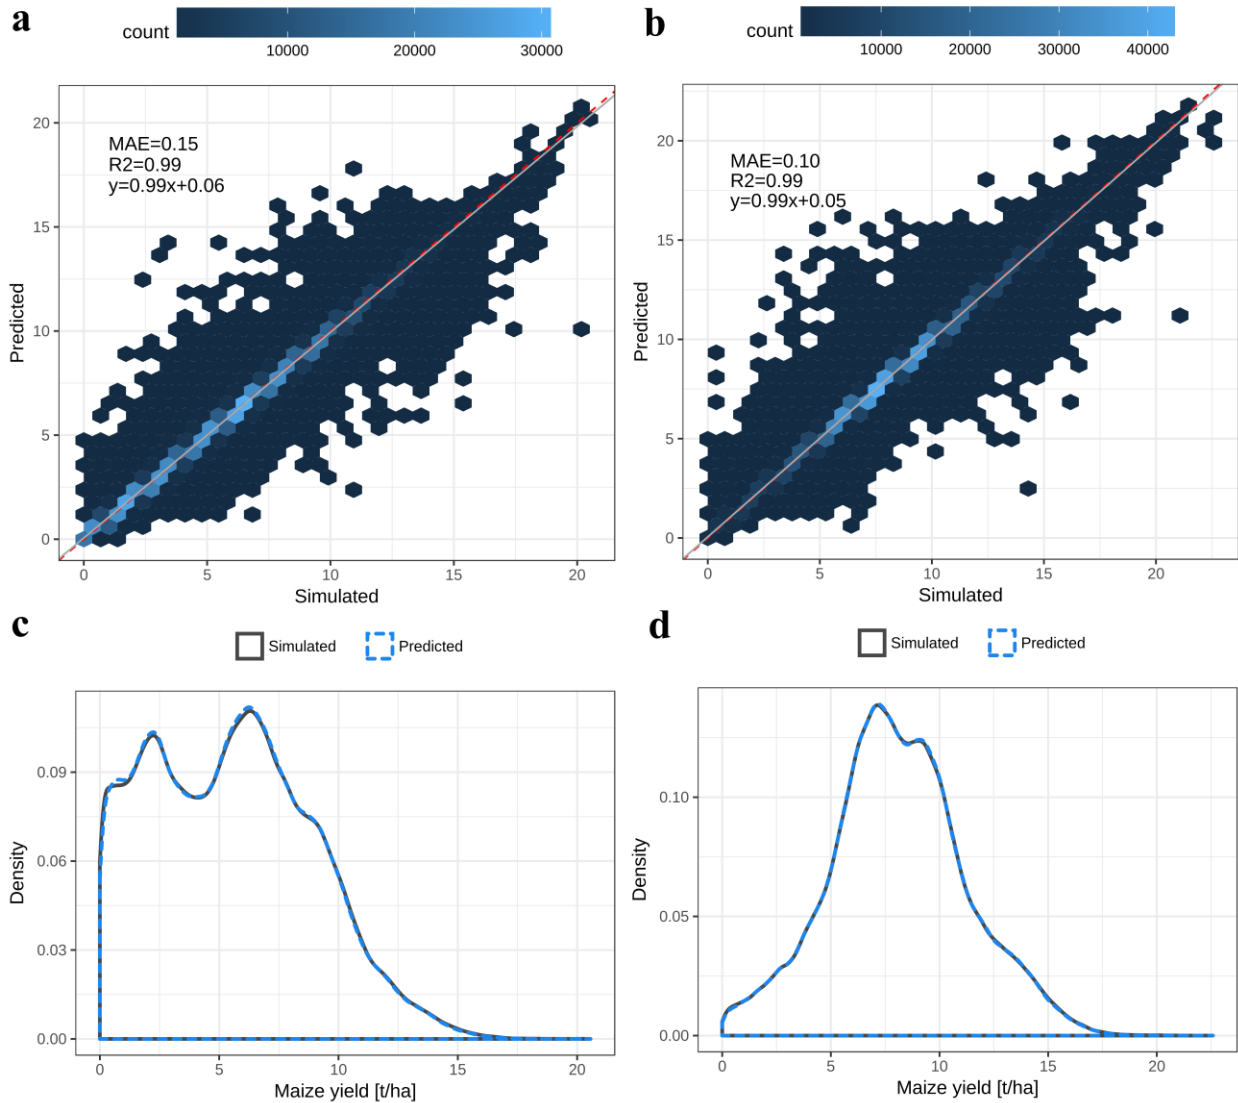 a
count
10000 20000 30000
MAE=0.15
R2=0.99
y=0.99x+0.06
Predicted
20
15
10
5
0
0 5 10 15 20
Simulated
b
count
10000 20000 30000 40000
MAE=0.10
R2=0.99
y=0.99x+0.05
Predicted
20
15
10
5
0
0 5 10 15 20
Simulated
c
Simulated Predicted
Density
0.09
0.06
0.03
0.00
0 5 10 15 20
Maize yield [t/ha]
d
Simulated Predicted
Density
0.10
0.05
0.00
0 5 10 15 20
Maize yield [t/ha]